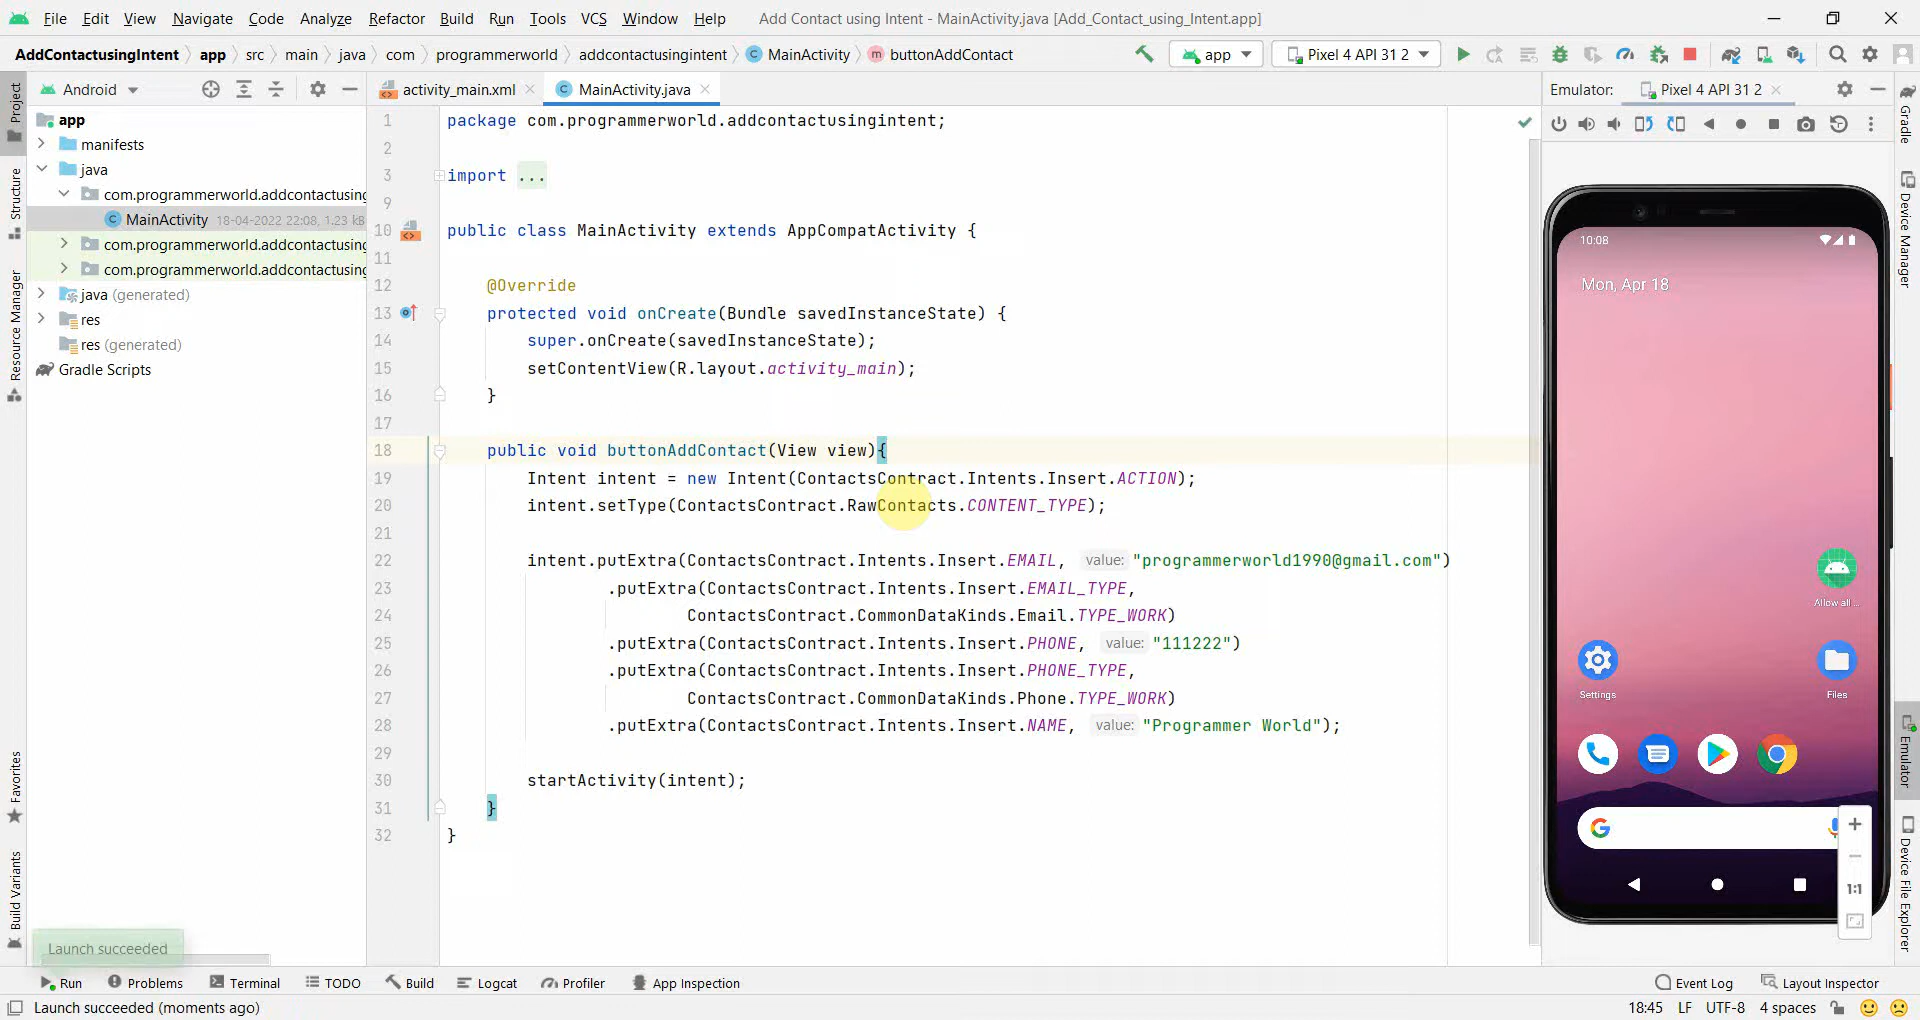 File Edit View Navigate Code Analyze Refactor Build Run Tools VCS Window Help Add Contact using Intent - MainActivity.java [Add_Contact_using_Intent.app]
AddContactusingIntent app src main java com programmerworld addcontactusingintent MainActivity buttonAddContact app Pixel 4 API 31 2
Android
activity_main.xml MainActivity.java
Emulator: Pixel 4 API 31 2
Project
Structure
Resource Manager
Favorites
Build Variants
app
manifests
java
com.programmerworld.addcontactusing
MainActivity 18-04-2022 22:08, 1.23 kB
com.programmerworld.addcontactusing
com.programmerworld.addcontactusing
java (generated)
res
res (generated)
Gradle Scripts
1 package com.programmerworld.addcontactusingintent;
2
3 import ...
9
10 public class MainActivity extends AppCompatActivity {
11
12 @Override
13 protected void onCreate(Bundle savedInstanceState) {
14 super.onCreate(savedInstanceState);
15 setContentView(R.layout.activity_main);
16 }
17
18 public void buttonAddContact(View view){
19 Intent intent = new Intent(ContactsContract.Intents.Insert.ACTION);
20 intent.setType(ContactsContract.RawContacts.CONTENT_TYPE);
21
22 intent.putExtra(ContactsContract.Intents.Insert.EMAIL, value: "programmerworld1990@gmail.com")
23 .putExtra(ContactsContract.Intents.Insert.EMAIL_TYPE,
24 ContactsContract.CommonDataKinds.Email.TYPE_WORK)
25 .putExtra(ContactsContract.Intents.Insert.PHONE, value: "111222")
26 .putExtra(ContactsContract.Intents.Insert.PHONE_TYPE,
27 ContactsContract.CommonDataKinds.Phone.TYPE_WORK)
28 .putExtra(ContactsContract.Intents.Insert.NAME, value: "Programmer World");
29
30 startActivity(intent);
31 }
32 }
10:08
Mon, Apr 18
Allow all...
Settings
Files
1:1
Gradle
Device Manager
Emulator
Device File Explorer
Launch succeeded
Run Problems Terminal TODO Build Logcat Profiler App Inspection Event Log Layout Inspector
Launch succeeded (moments ago) 18:45 LF UTF-8 4 spaces